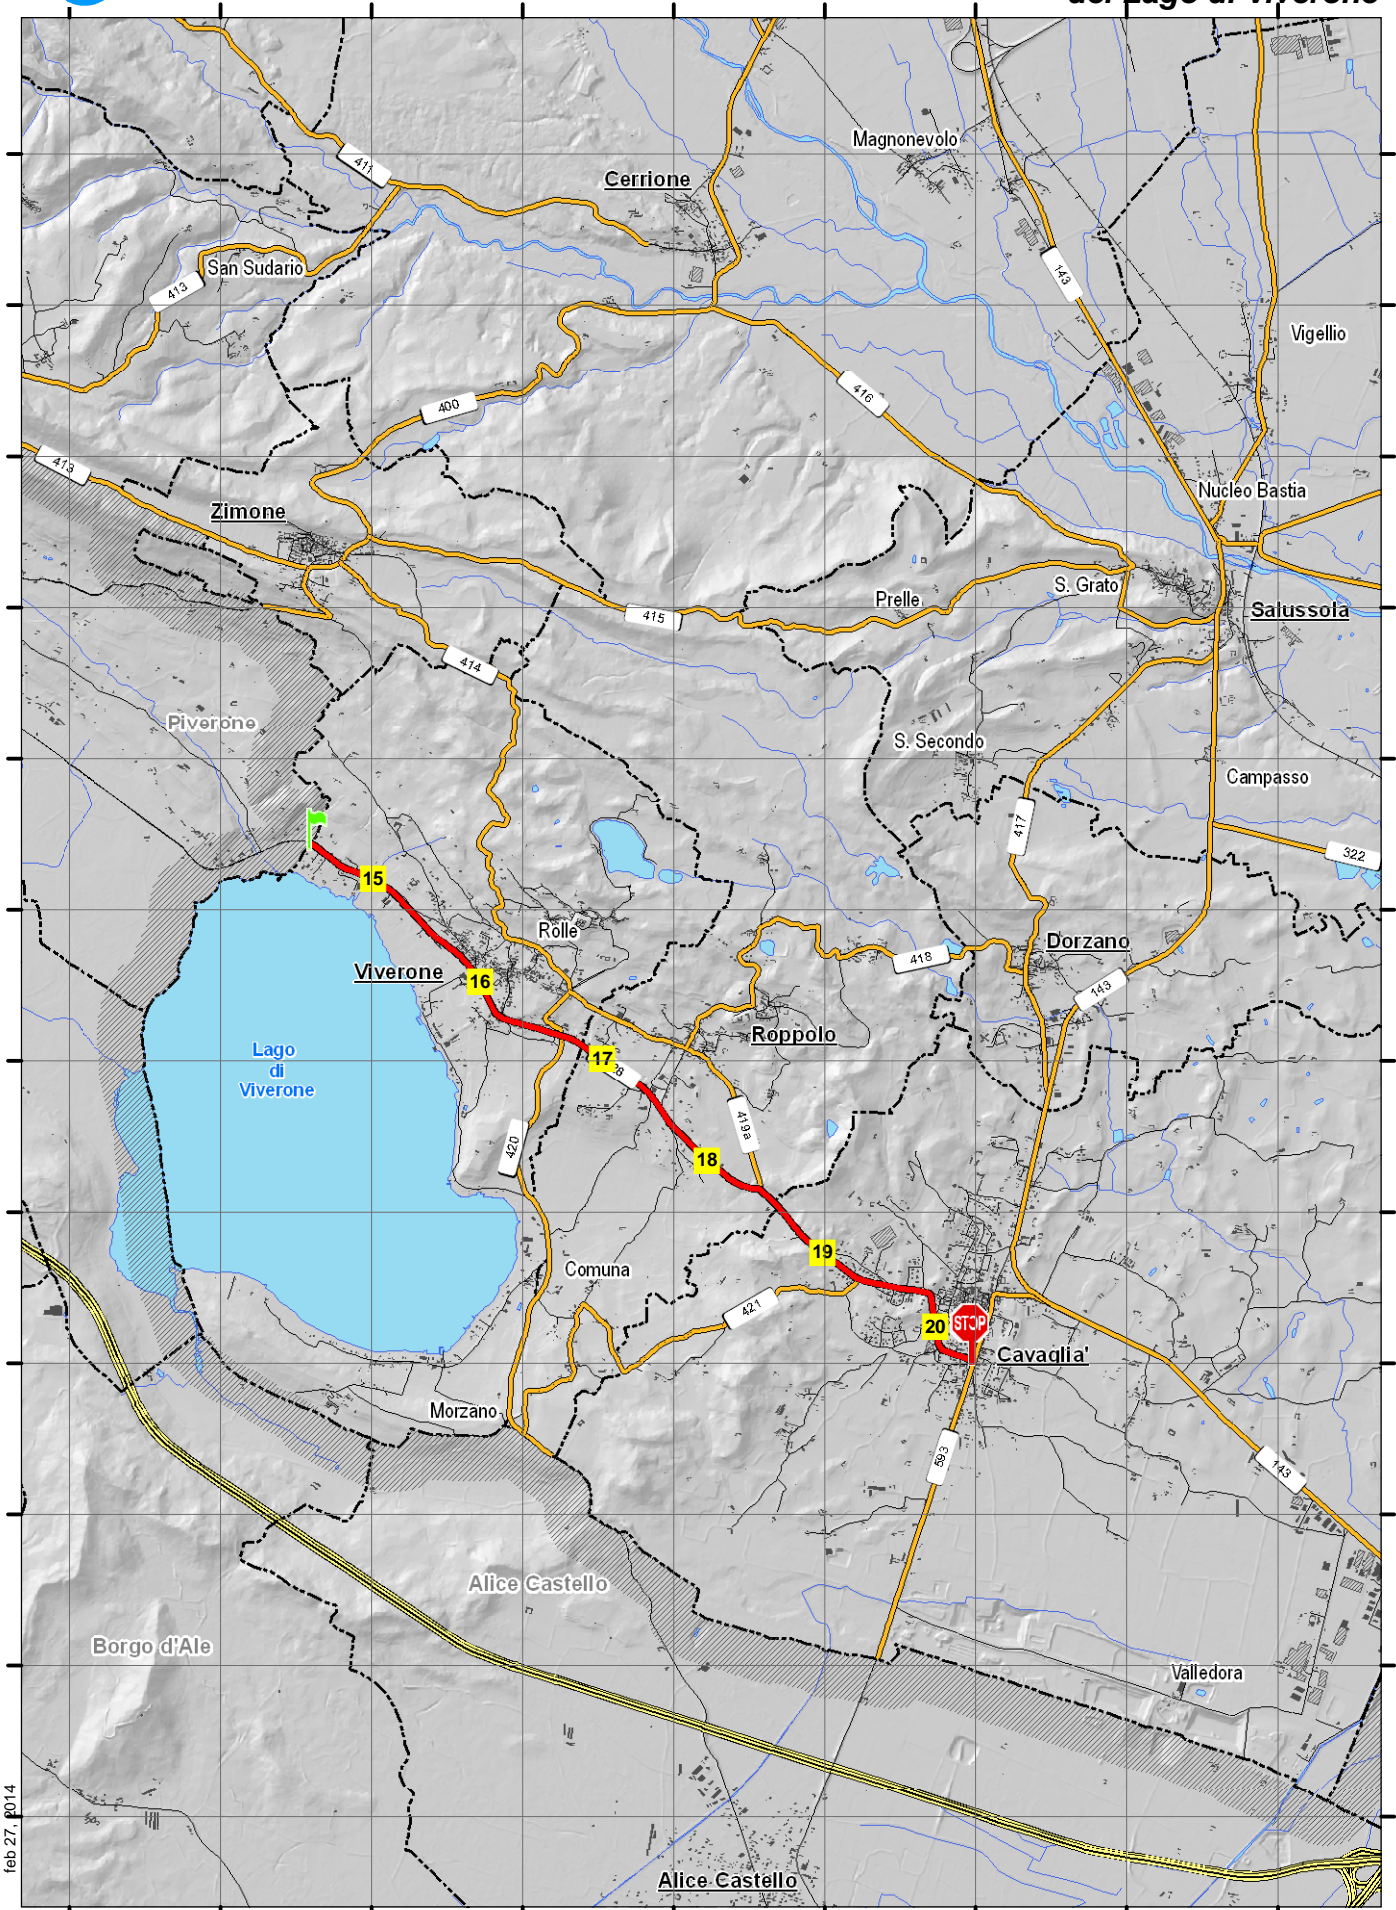 del Lago di Viverone
Magnonevolo
411
Cerrione
San Sudario
413
143
Vigellio
400
416
413
Nucleo Bastia
Zimone
S. Grato
Prelle
Salussola
415
414
Piverone
S. Secondo
Campasso
417
322
15
Rolle
Dorzano
418
Viverone
16
143
Roppolo
Lago
di
Viverone
17
419a
420
18
19
Comuna
421
20
STOP
Cavaglia'
Morzano
593
143
Alice Castello
Borgo d'Ale
Valledora
feb 27, 2014
Alice Castello